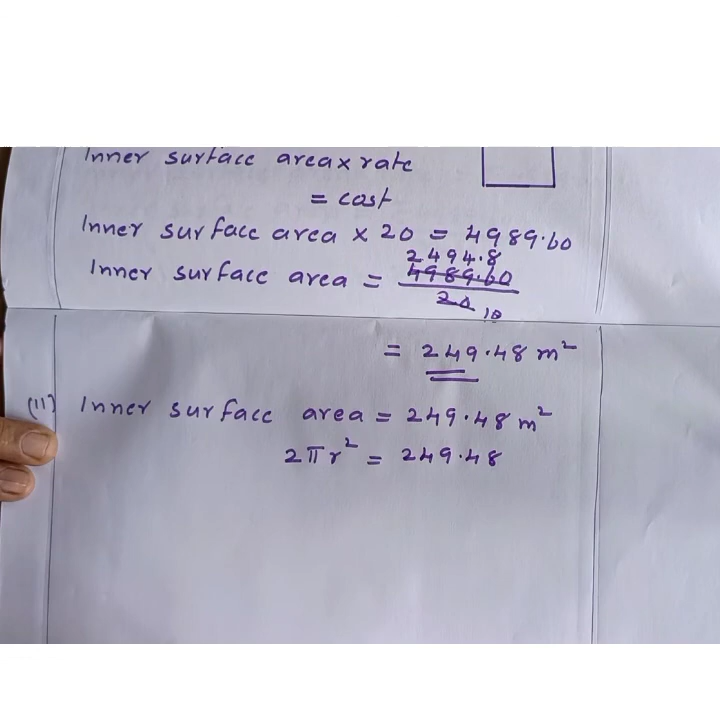 Inner surface area x rate
= cost
Inner surface area x 20 = 4989.60
2494.8
Inner surface area = 4989.60
20 10
= 249.48 m²
(11) Inner surface area = 249.48 m²
2πr² = 249.48